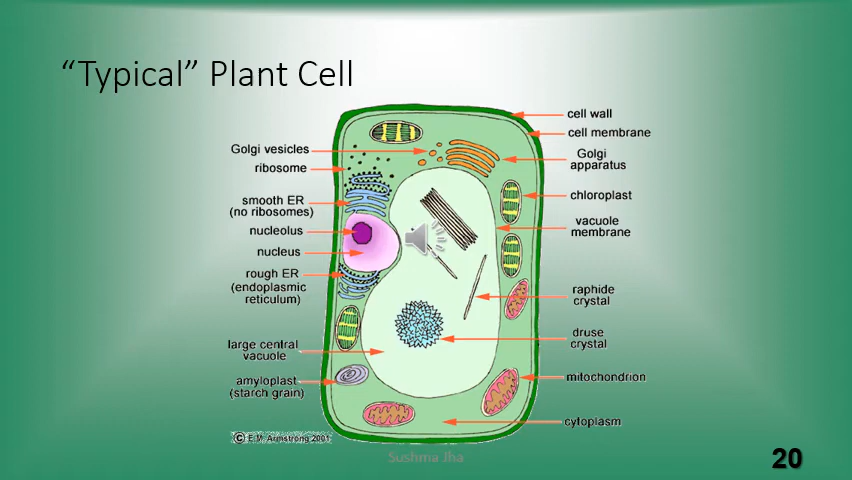 “Typical” Plant Cell
cell wall
cell membrane
Golgi vesicles
Golgi
apparatus
ribosome
chloroplast
smooth ER
(no ribosomes)
vacuole
membrane
nucleolus
nucleus
rough ER
(endoplasmic
reticulum)
raphide
crystal
druse
crystal
large central
vacuole
mitochondrion
amyloplast
(starch grain)
cytoplasm
© E.M. Armstrong 2001
Sushma Jha
20